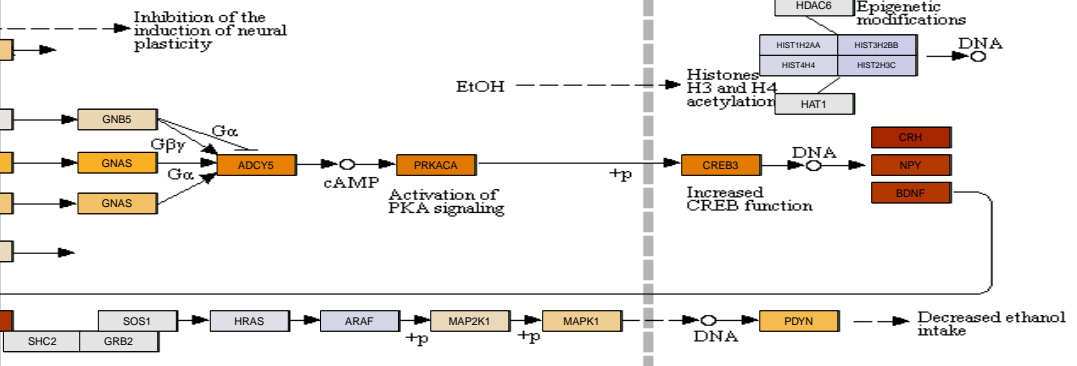 HDAC6
Epigenetic
modifications
Inhibition of the
induction of neural
plasticity
HIST1H2AA
HIST3H2BB
HIST4H4
HIST2H3C
DNA
EtOH
Histones
H3 and H4
acetylation
HAT1
GNB5
Gα
Gβγ
GNAS
ADCY5
cAMP
PRKACA
+p
CREB3
DNA
CRH
NPY
BDNF
Gα
GNAS
Activation of
PKA signaling
Increased
CREB function
SOS1
SHC2
GRB2
HRAS
ARAF
+p
MAP2K1
+p
MAPK1
DNA
PDYN
Decreased ethanol
intake